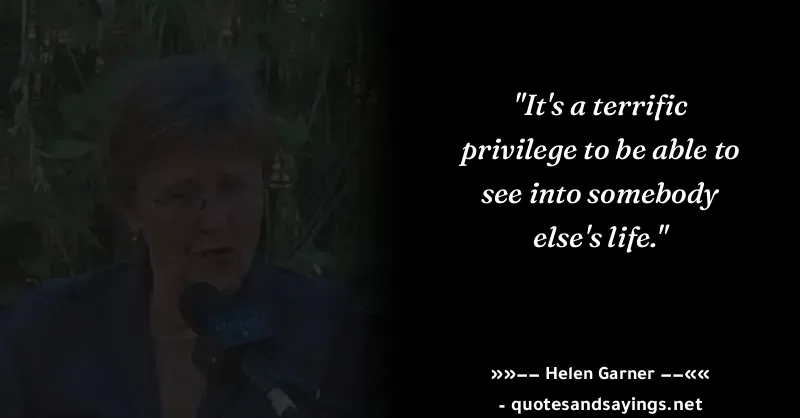 "It's a terrific
privilege to be able to
see into somebody
else's life."
»»–– Helen Garner ––««
- quotesandsayings.net